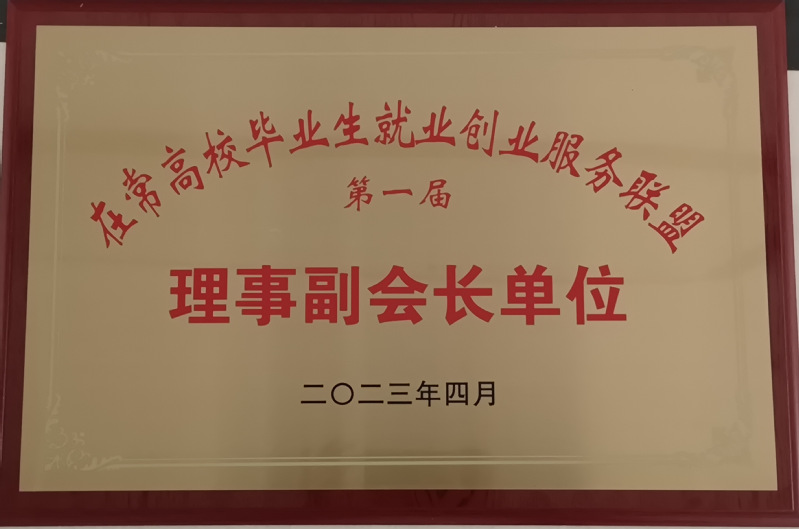 在常高校毕业生就业创业服务联盟
第一届
理事副会长单位
二〇二三年四月